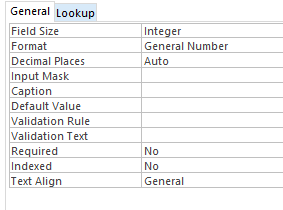 General Lookup
Field Size Integer
Format General Number
Decimal Places Auto
Input Mask
Caption
Default Value
Validation Rule
Validation Text
Required No
Indexed No
Text Align General